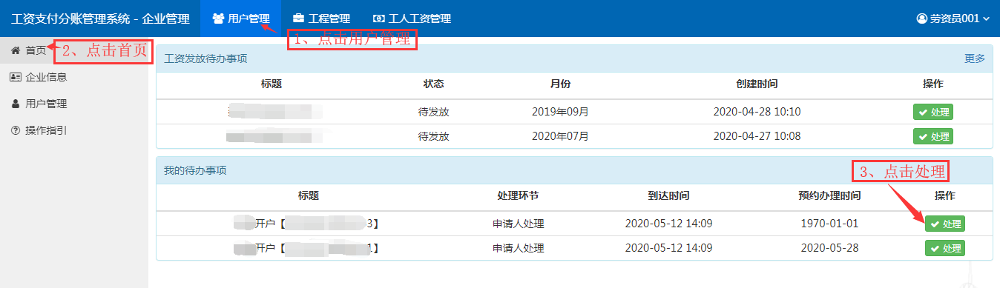 工资支付分账管理系统 - 企业管理 用户管理 工程管理 工人工资管理 劳资员001
1、点击用户管理
首页 2、点击首页
企业信息
用户管理
操作指引
工资发放待办事项 更多
标题 状态 月份 创建时间 操作
待发放 2019年09月 2020-04-28 10:10 处理
待发放 2020年07月 2020-04-27 10:08 处理
我的待办事项
3、点击处理
标题 处理环节 到达时间 预约办理时间 操作
开户【3】 申请人处理 2020-05-12 14:09 1970-01-01 处理
开户【1】 申请人处理 2020-05-12 14:09 2020-05-28 处理